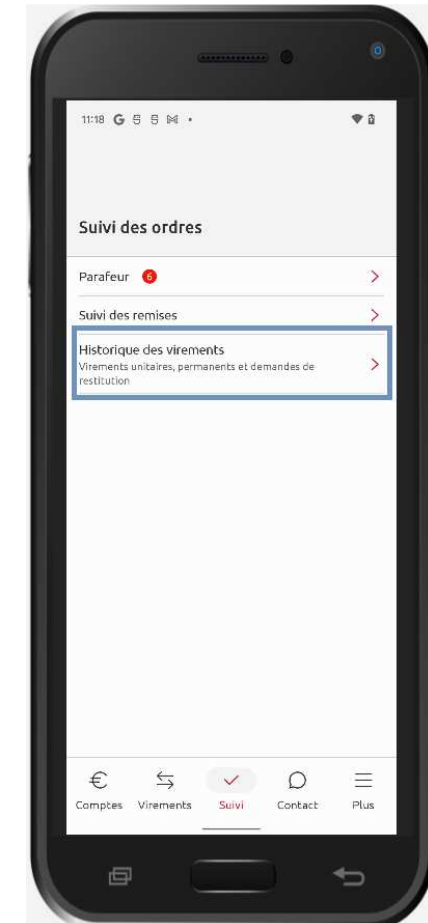 11:18 G
Suivi des ordres
Parafeur 6
Suivi des remises
Historique des virements
Virements unitaires, permanents et demandes de
restitution
Comptes Virements Suivi Contact Plus